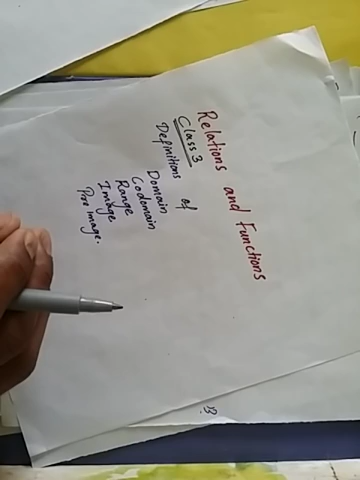 Relations and Functions
Class 3
Definitions of
Domain
Codomain
Range
Image
Pre image.